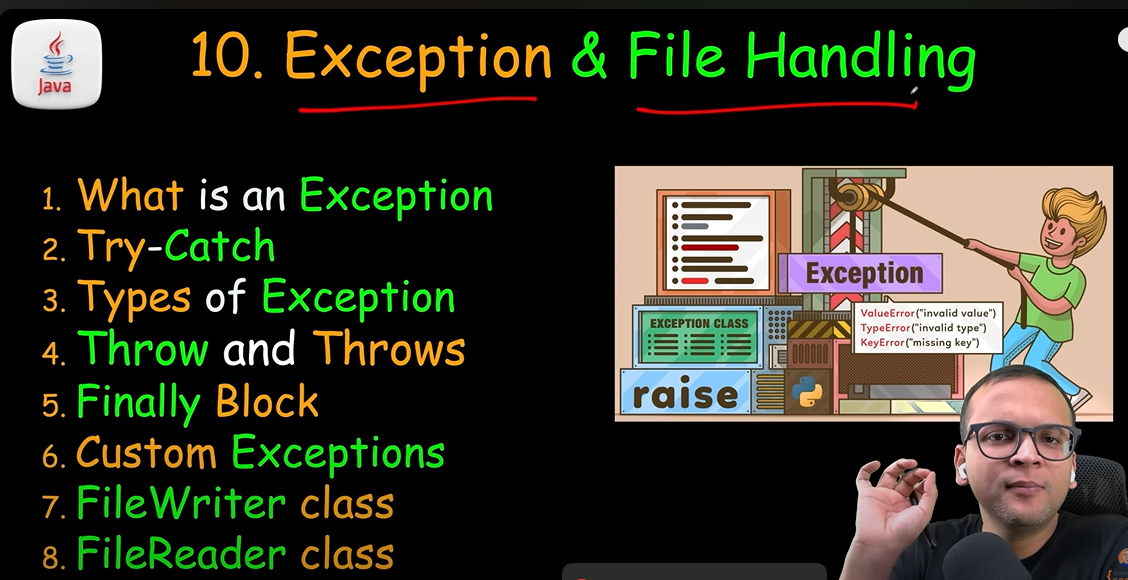 Java
10. Exception & File Handling
1. What is an Exception
2. Try-Catch
3. Types of Exception
4. Throw and Throws
5. Finally Block
6. Custom Exceptions
7. FileWriter class
8. FileReader class
Exception
ValueError("invalid value")
TypeError("invalid type")
KeyError("missing key")
EXCEPTION CLASS
raise